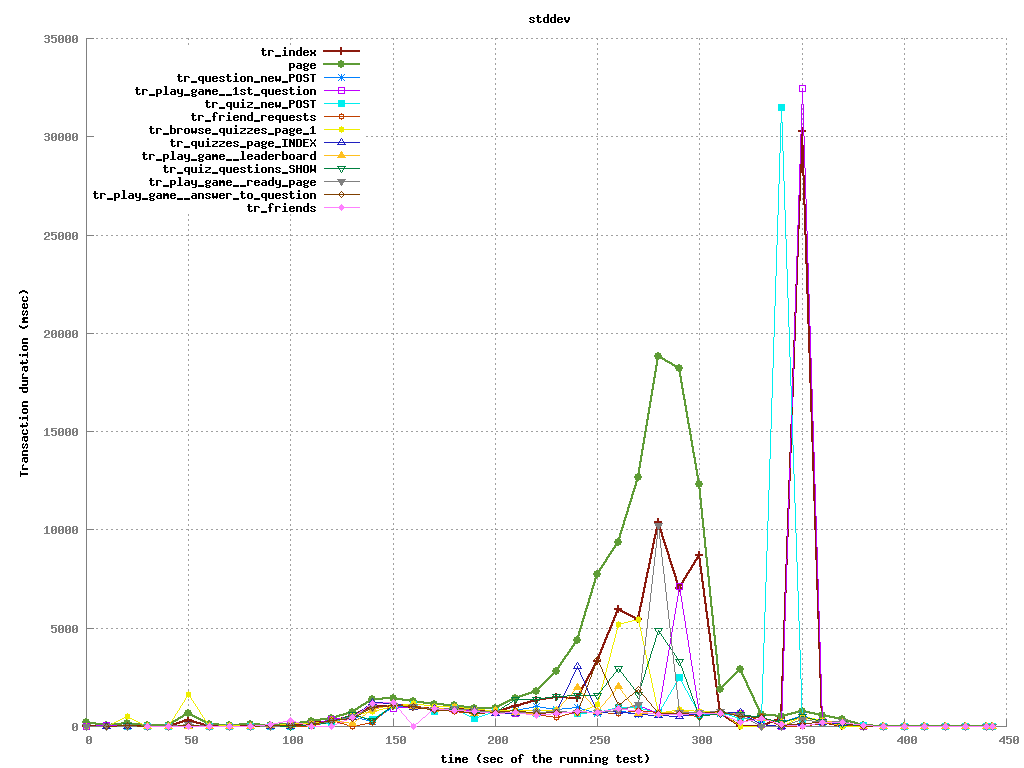 stddev
35000
30000
25000
20000
15000
10000
5000
0
Transaction duration (msec)
tr_index
page
tr_question_new_POST
tr_play_game__1st_question
tr_quiz_new_POST
tr_friend_requests
tr_browse_quizzes_page_1
tr_quizzes_page_INDEX
tr_play_game__leaderboard
tr_quiz_questions_SHOW
tr_play_game__ready_page
tr_play_game__answer_to_question
tr_friends
0 50 100 150 200 250 300 350 400 450
time (sec of the running test)